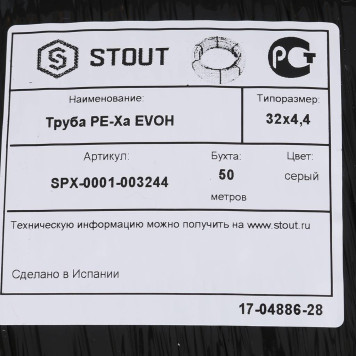 STOUT
Наименование:
Типоразмер:
Труба PE-Xa EVOH
32x4,4
Артикул:
Бухта:
Цвет:
SPX-0001-003244
50
серый
метров
Техническую информацию можно получить на www.stout.ru
Сделано в Испании
17-04886-28